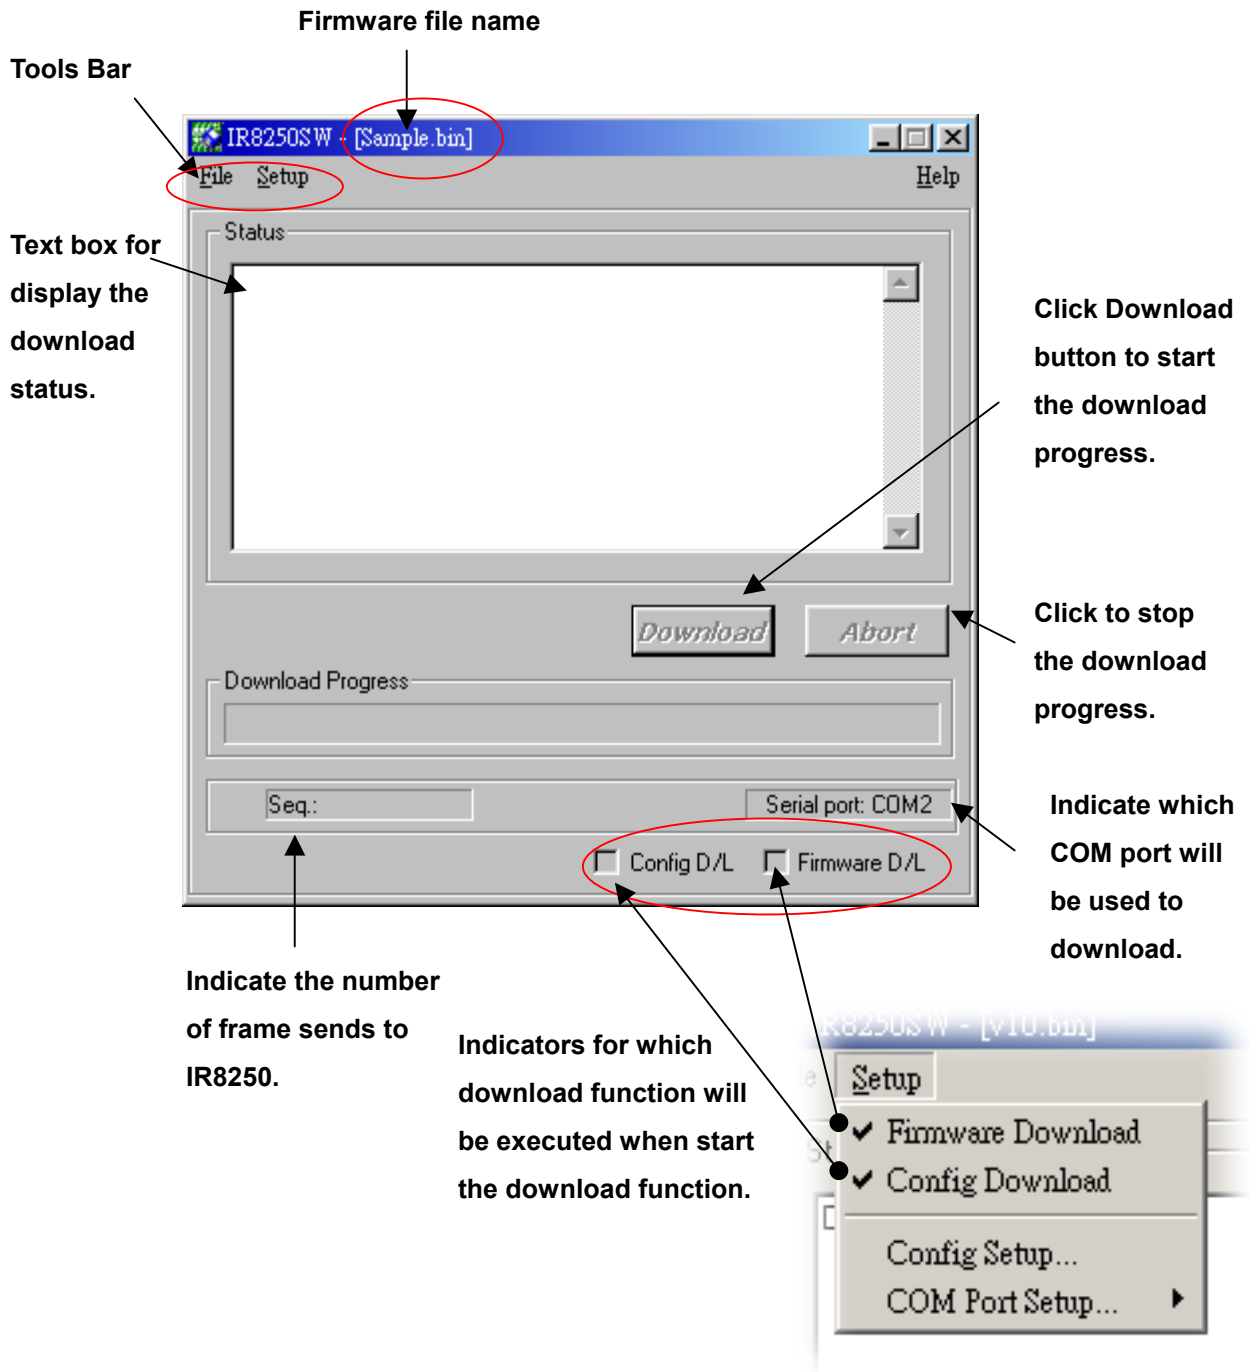 Firmware file name
Tools Bar
IR8250SW - [Sample.bin]
File Setup Help
Status
Text box for
display the
download
status.
Click Download
button to start
the download
progress.
Download Abort
Click to stop
the download
progress.
Download Progress
Seq.:
Serial port: COM2
Indicate which
COM port will
be used to
download.
Config D/L Firmware D/L
Indicate the number
of frame sends to
IR8250.
Indicators for which
download function will
be executed when start
the download function.
R8250SW - [v10.bin]
Setup
Firmware Download
Config Download
Config Setup...
COM Port Setup...